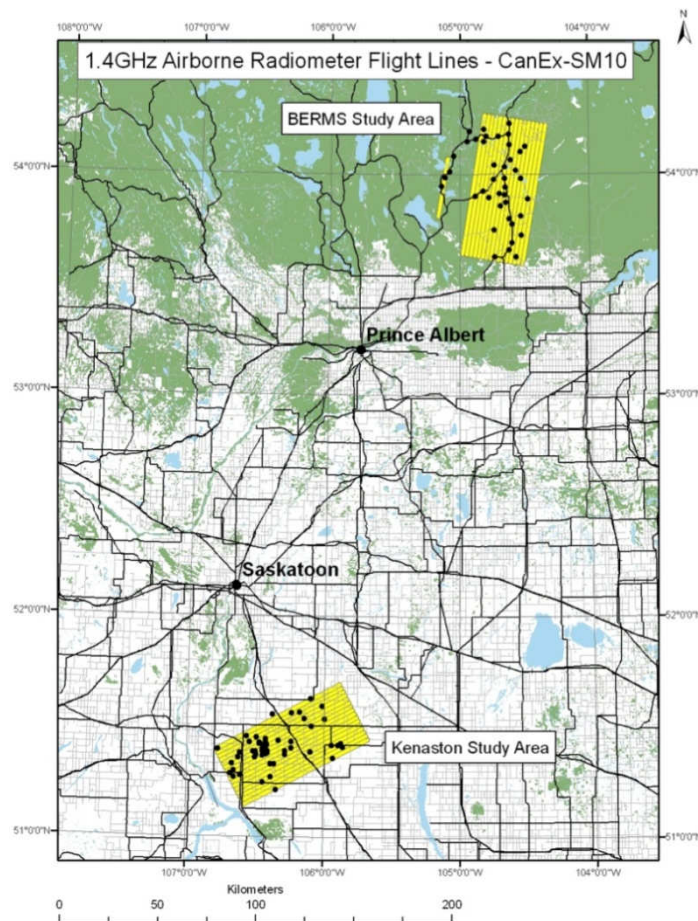 108°0'0"W 107°0'0"W 106°0'0"W 105°0'0"W 104°0'0"W
N
1.4GHz Airborne Radiometer Flight Lines - CanEx-SM10
BERMS Study Area
54°0'0"N 54°0'0"N
Prince Albert
53°0'0"N 53°0'0"N
Saskatoon
52°0'0"N 52°0'0"N
Kenaston Study Area
51°0'0"N 51°0'0"N
107°0'0"W 106°0'0"W 105°0'0"W 104°0'0"W
Kilometers
0 50 100 200